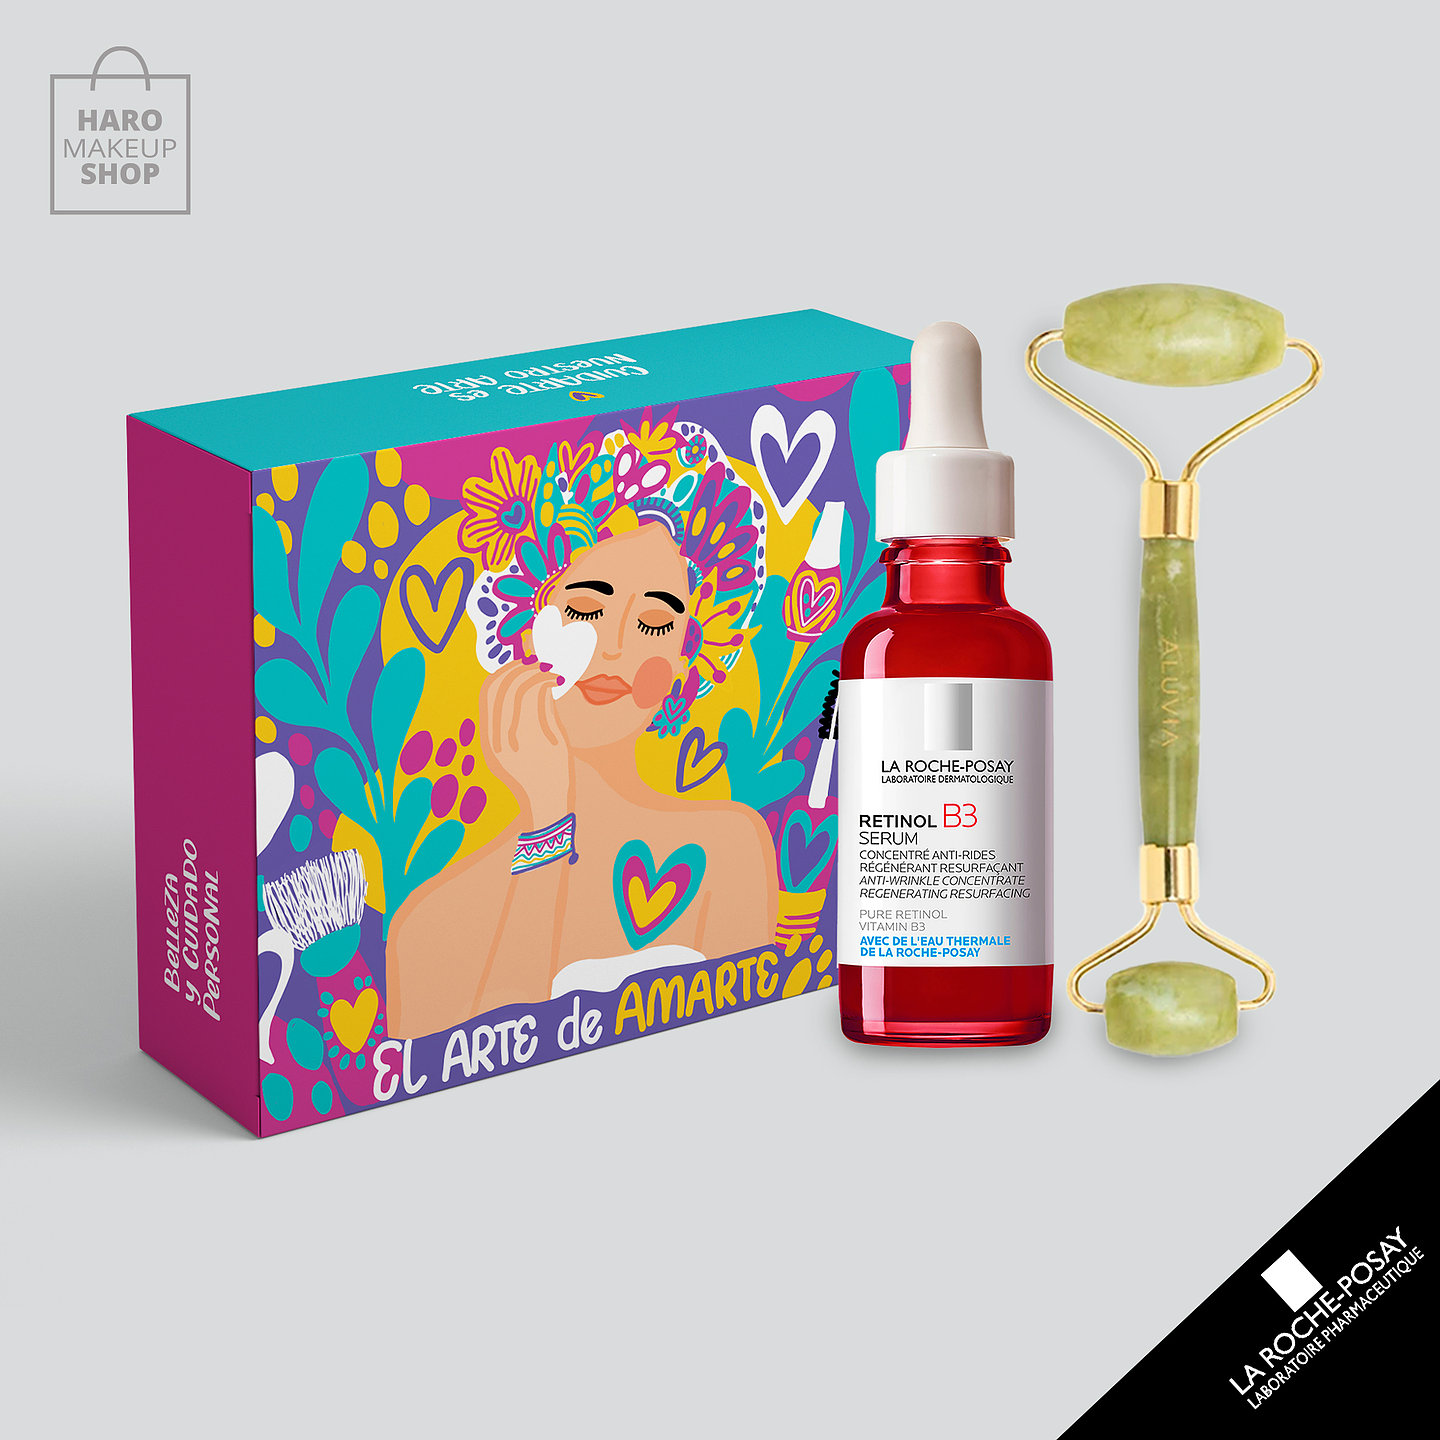 HARO
MAKEUP
SHOP
CUIDARTE es
NUESTRO ARTE
BELLEZA
y CUIDADO
PERSONAL
EL ARTE de AMARTE
LA ROCHE-POSAY
LABORATOIRE DERMATOLOGIQUE
RETINOL B3
SERUM
CONCENTRÉ ANTI-RIDES
RÉGÉNÉRANT RESURFAÇANT
ANTI-WRINKLE CONCENTRATE
REGENERATING RESURFACING
PURE RETINOL
VITAMIN B3
AVEC DE L'EAU THERMALE
DE LA ROCHE-POSAY
ALUVIA
LA ROCHE-POSAY
LABORATOIRE PHARMACEUTIQUE